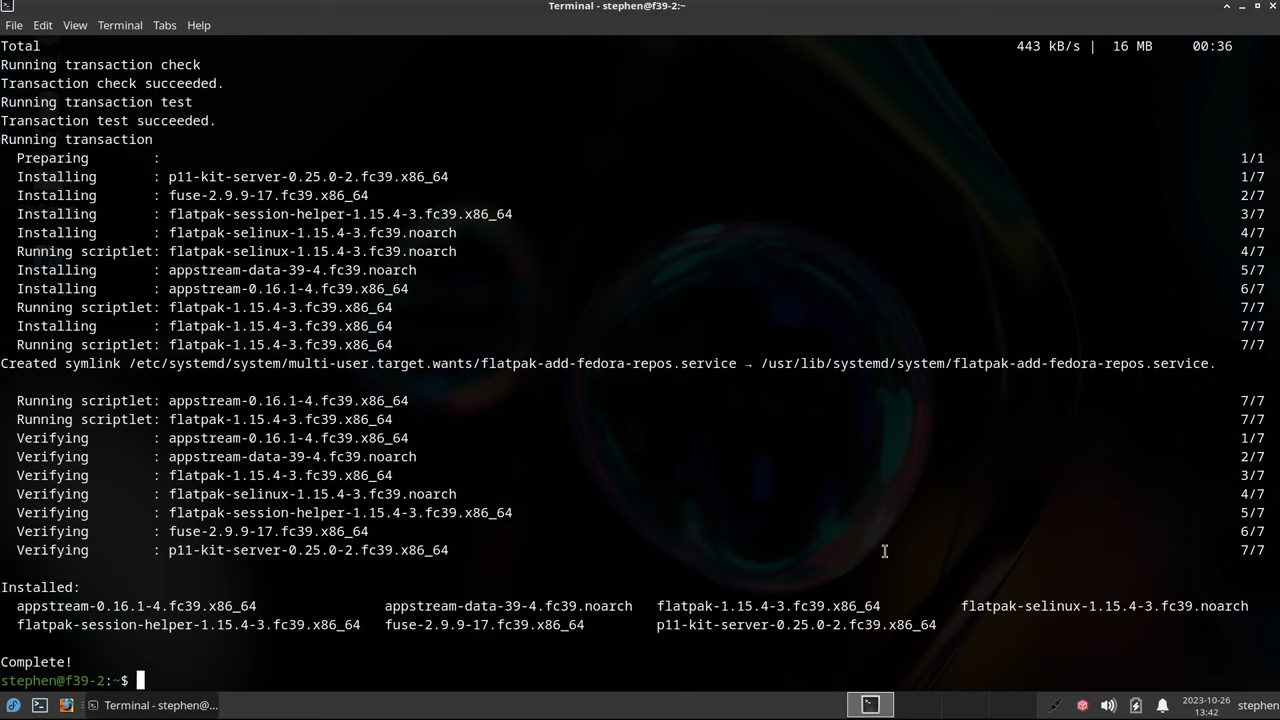 Terminal - stephen@f39-2:~
File Edit View Terminal Tabs Help
Total 443 kB/s | 16 MB 00:36
Running transaction check
Transaction check succeeded.
Running transaction test
Transaction test succeeded.
Running transaction
Preparing : 1/1
Installing : p11-kit-server-0.25.0-2.fc39.x86_64 1/7
Installing : fuse-2.9.9-17.fc39.x86_64 2/7
Installing : flatpak-session-helper-1.15.4-3.fc39.x86_64 3/7
Installing : flatpak-selinux-1.15.4-3.fc39.noarch 4/7
Running scriptlet: flatpak-selinux-1.15.4-3.fc39.noarch 4/7
Installing : appstream-data-39-4.fc39.noarch 5/7
Installing : appstream-0.16.1-4.fc39.x86_64 6/7
Running scriptlet: flatpak-1.15.4-3.fc39.x86_64 7/7
Installing : flatpak-1.15.4-3.fc39.x86_64 7/7
Running scriptlet: flatpak-1.15.4-3.fc39.x86_64 7/7
Created symlink /etc/systemd/system/multi-user.target.wants/flatpak-add-fedora-repos.service → /usr/lib/systemd/system/flatpak-add-fedora-repos.service.
Running scriptlet: appstream-0.16.1-4.fc39.x86_64 7/7
Running scriptlet: flatpak-1.15.4-3.fc39.x86_64 7/7
Verifying : appstream-0.16.1-4.fc39.x86_64 1/7
Verifying : appstream-data-39-4.fc39.noarch 2/7
Verifying : flatpak-1.15.4-3.fc39.x86_64 3/7
Verifying : flatpak-selinux-1.15.4-3.fc39.noarch 4/7
Verifying : flatpak-session-helper-1.15.4-3.fc39.x86_64 5/7
Verifying : fuse-2.9.9-17.fc39.x86_64 6/7
Verifying : p11-kit-server-0.25.0-2.fc39.x86_64 7/7
Installed:
appstream-0.16.1-4.fc39.x86_64 appstream-data-39-4.fc39.noarch flatpak-1.15.4-3.fc39.x86_64 flatpak-selinux-1.15.4-3.fc39.noarch
flatpak-session-helper-1.15.4-3.fc39.x86_64 fuse-2.9.9-17.fc39.x86_64 p11-kit-server-0.25.0-2.fc39.x86_64
Complete!
stephen@f39-2:~$
Terminal - stephen@... 2023-10-26 stephen
13:42